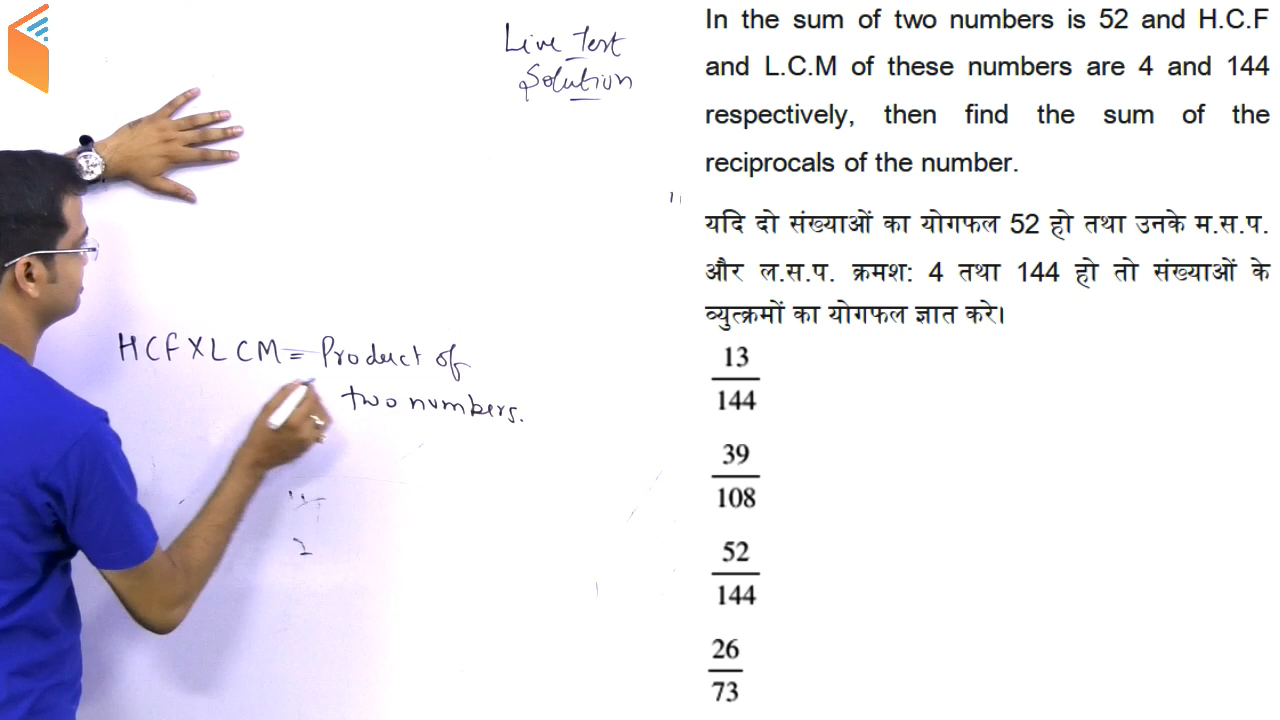 Live Test
Solution
HCF X LCM = Product of
two numbers.
In the sum of two numbers is 52 and H.C.F
and L.C.M of these numbers are 4 and 144
respectively, then find the sum of the
reciprocals of the number.
यदि दो संख्याओं का योगफल 52 हो तथा उनके म.स.प.
और ल.स.प. क्रमश: 4 तथा 144 हो तो संख्याओं के
व्युत्क्रमों का योगफल ज्ञात करे।
13
144
39
108
52
144
26
73